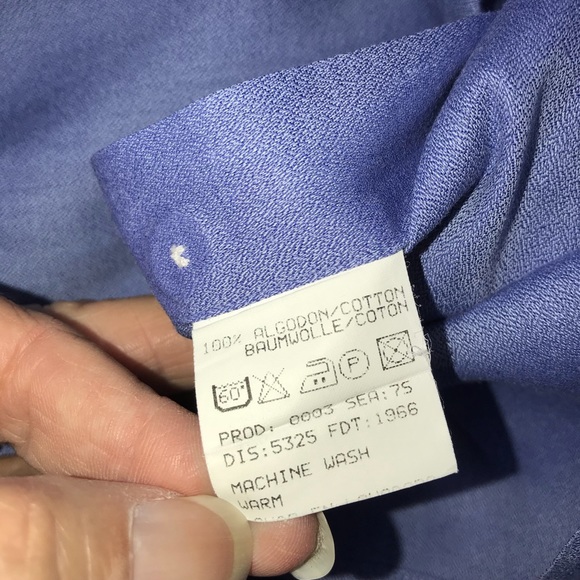 100% ALGODON/COTTON
BAUMWOLLE/COTON
60° P
PROD: 0003 SEA:75
DIS:5325 FDT:1966
MACHINE WASH
WARM